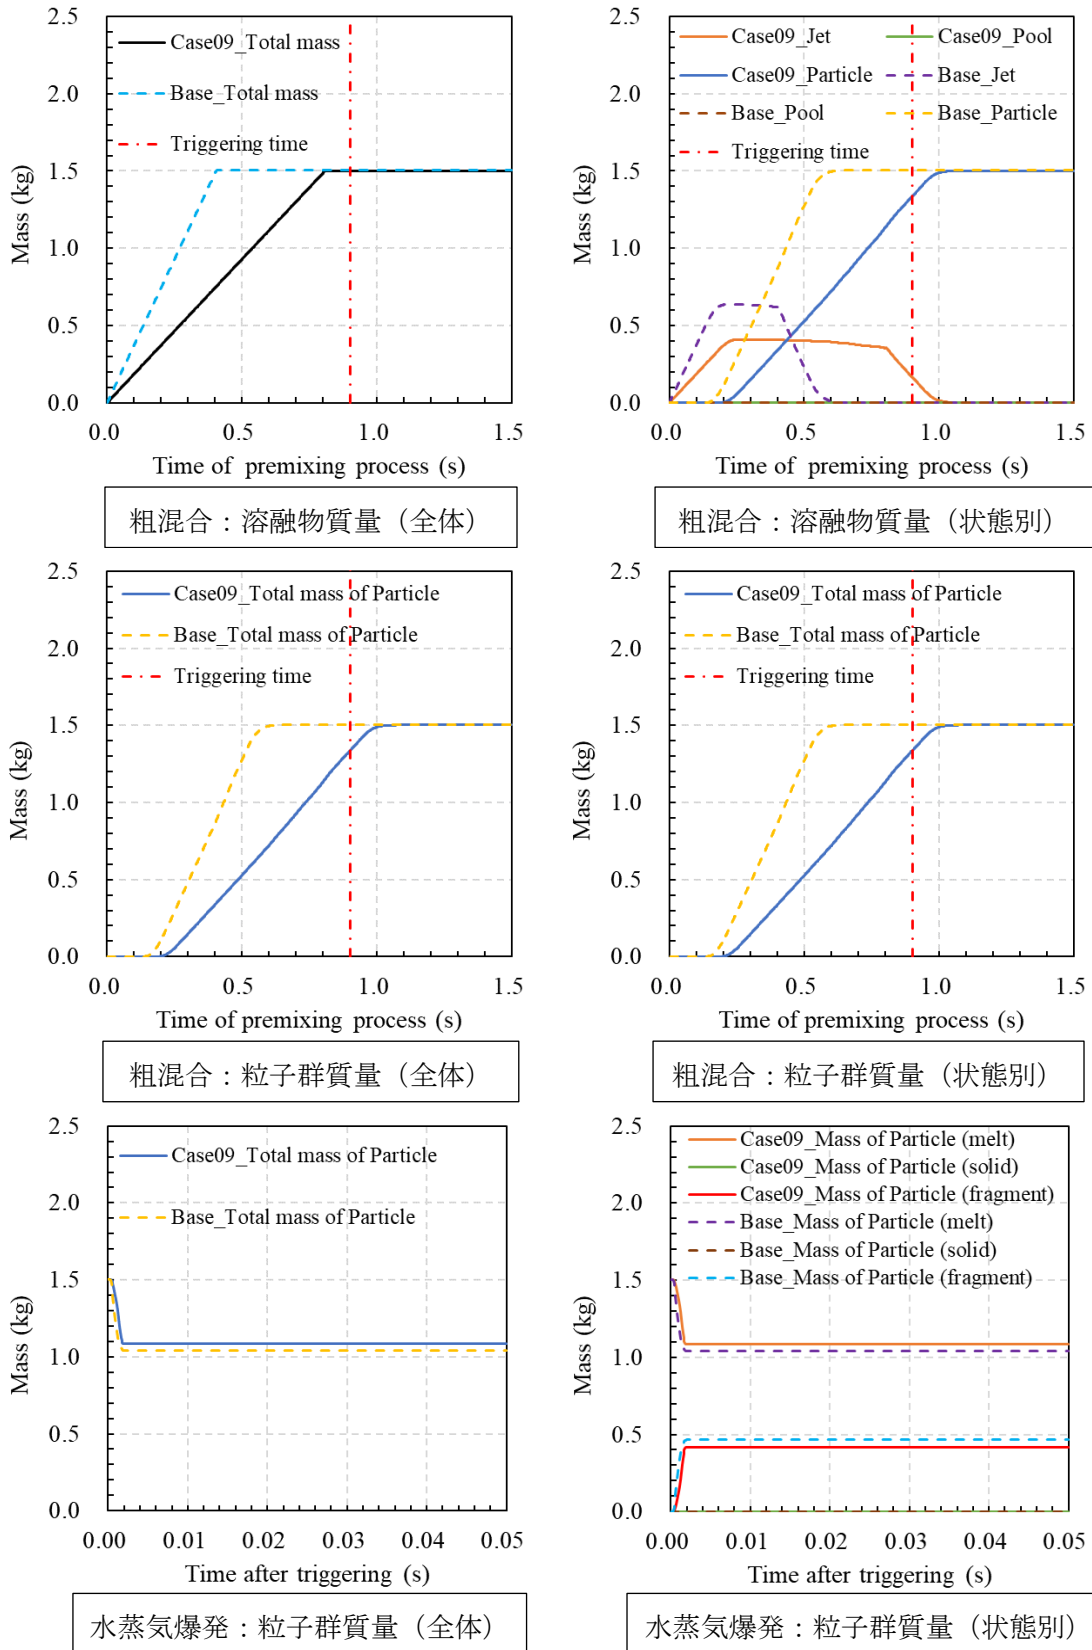 2.5
2.0
1.5
1.0
0.5
0.0
Mass (kg)
Case09_Total mass
Base_Total mass
Triggering time
0.0 0.5 1.0 1.5
Time of premixing process (s)
粗混合：溶融物質量（全体）
2.5
2.0
1.5
1.0
0.5
0.0
Mass (kg)
Case09_Jet Case09_Pool
Case09_Particle Base_Jet
Base_Pool Base_Particle
Triggering time
0.0 0.5 1.0 1.5
Time of premixing process (s)
粗混合：溶融物質量（状態別）
2.5
2.0
1.5
1.0
0.5
0.0
Mass (kg)
Case09_Total mass of Particle
Base_Total mass of Particle
Triggering time
0.0 0.5 1.0 1.5
Time of premixing process (s)
粗混合：粒子群質量（全体）
2.5
2.0
1.5
1.0
0.5
0.0
Mass (kg)
Case09_Total mass of Particle
Base_Total mass of Particle
Triggering time
0.0 0.5 1.0 1.5
Time of premixing process (s)
粗混合：粒子群質量（状態別）
2.5
2.0
1.5
1.0
0.5
0.0
Mass (kg)
Case09_Total mass of Particle
Base_Total mass of Particle
0.00 0.01 0.02 0.03 0.04 0.05
Time after triggering (s)
水蒸気爆発：粒子群質量（全体）
2.5
2.0
1.5
1.0
0.5
0.0
Mass (kg)
Case09_Mass of Particle (melt)
Case09_Mass of Particle (solid)
Case09_Mass of Particle (fragment)
Base_Mass of Particle (melt)
Base_Mass of Particle (solid)
Base_Mass of Particle (fragment)
0.00 0.01 0.02 0.03 0.04 0.05
Time after triggering (s)
水蒸気爆発：粒子群質量（状態別）